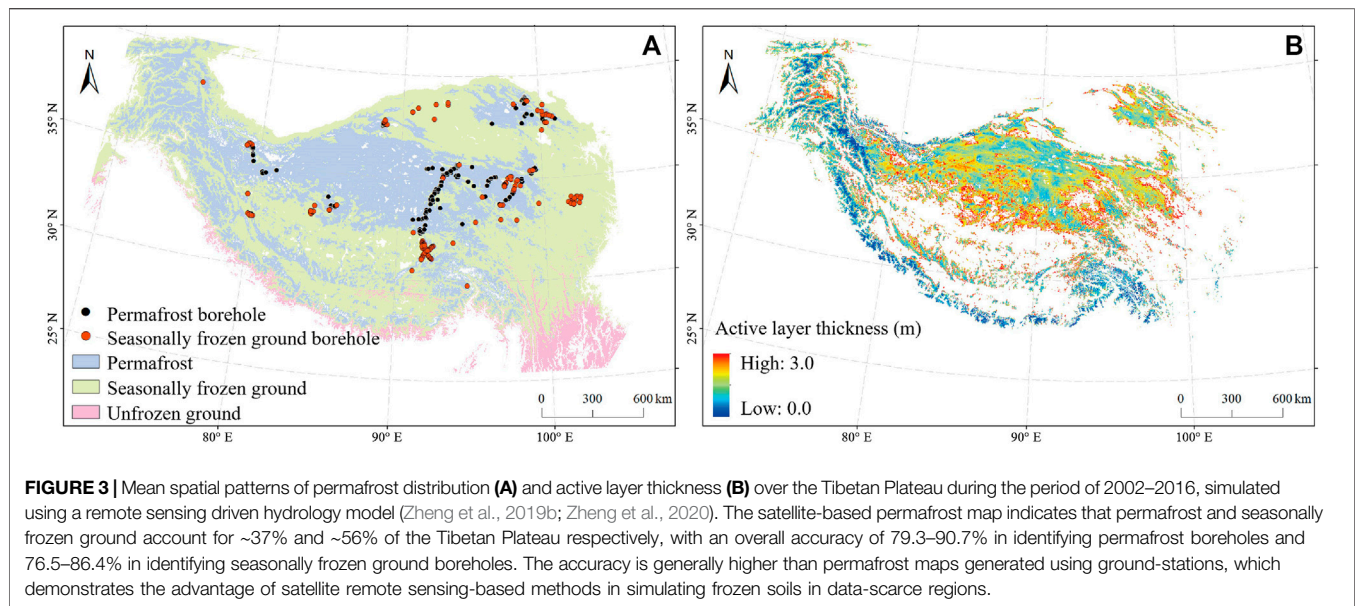 N
A
35° N
30° N
25° N
Permafrost borehole
Seasonally frozen ground borehole
Permafrost
Seasonally frozen ground
Unfrozen ground
0 300 600 km
80° E 90° E 100° E
N
B
35° N
30° N
25° N
Active layer thickness (m)
High: 3.0
Low: 0.0
0 300 600 km
80° E 90° E 100° E
FIGURE 3 | Mean spatial patterns of permafrost distribution (A) and active layer thickness (B) over the Tibetan Plateau during the period of 2002–2016, simulated
using a remote sensing driven hydrology model (Zheng et al., 2019b; Zheng et al., 2020). The satellite-based permafrost map indicates that permafrost and seasonally
frozen ground account for ~37% and ~56% of the Tibetan Plateau respectively, with an overall accuracy of 79.3–90.7% in identifying permafrost boreholes and
76.5–86.4% in identifying seasonally frozen ground boreholes. The accuracy is generally higher than permafrost maps generated using ground-stations, which
demonstrates the advantage of satellite remote sensing-based methods in simulating frozen soils in data-scarce regions.